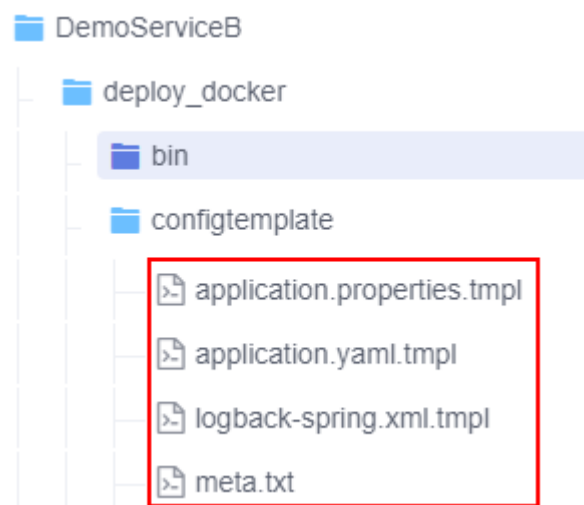 DemoServiceB
deploy_docker
bin
configtemplate
application.properties.tmpl
application.yaml.tmpl
logback-spring.xml.tmpl
meta.txt